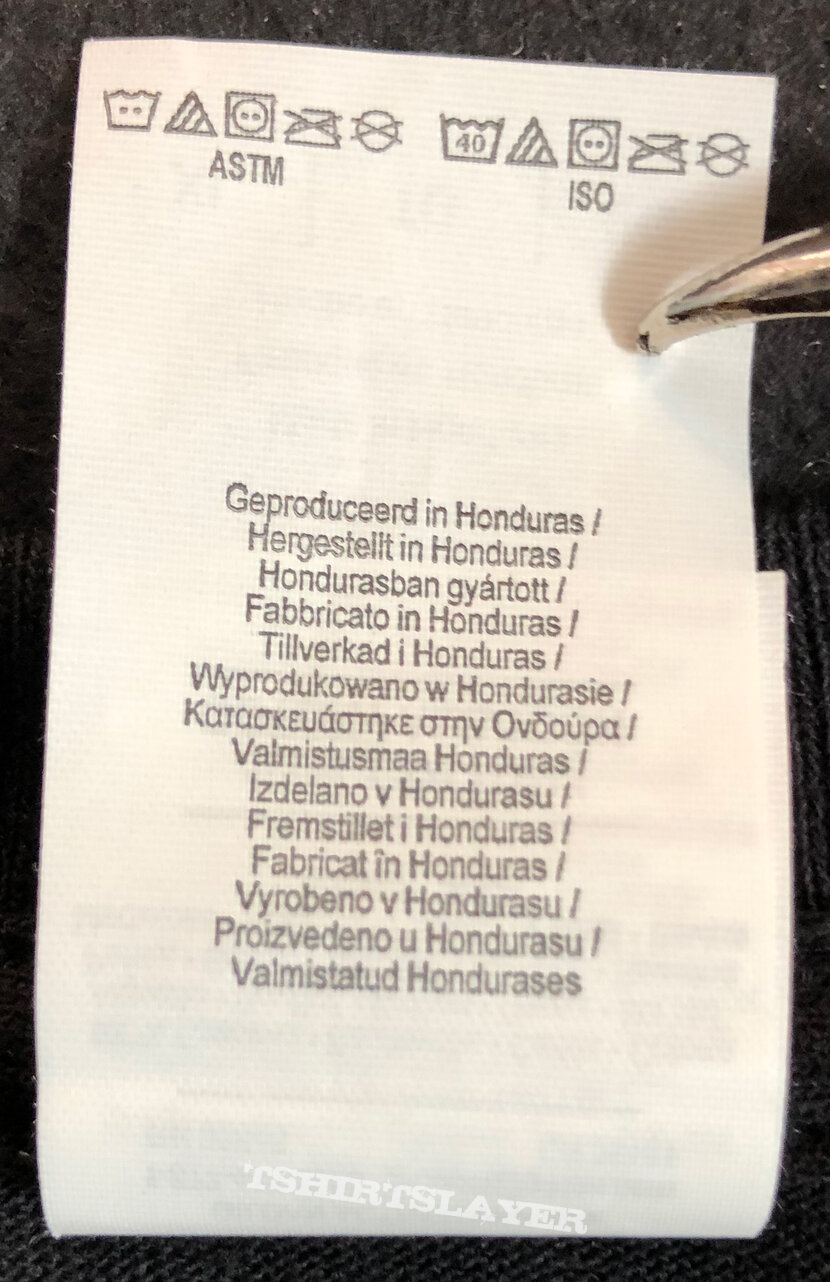 40
ASTM
ISO
Geproduceerd in Honduras /
Hergestellt in Honduras /
Hondurasban gyártott /
Fabbricato in Honduras /
Tillverkad i Honduras /
Wyprodukowano w Hondurasie /
Κατασκευάστηκε στην Ονδούρα /
Valmistusmaa Honduras /
Izdelano v Hondurasu /
Fremstillet i Honduras /
Fabricat în Honduras /
Vyrobeno v Hondurasu /
Proizvedeno u Hondurasu /
Valmistatud Hondurases
TSHIRTSLAYER